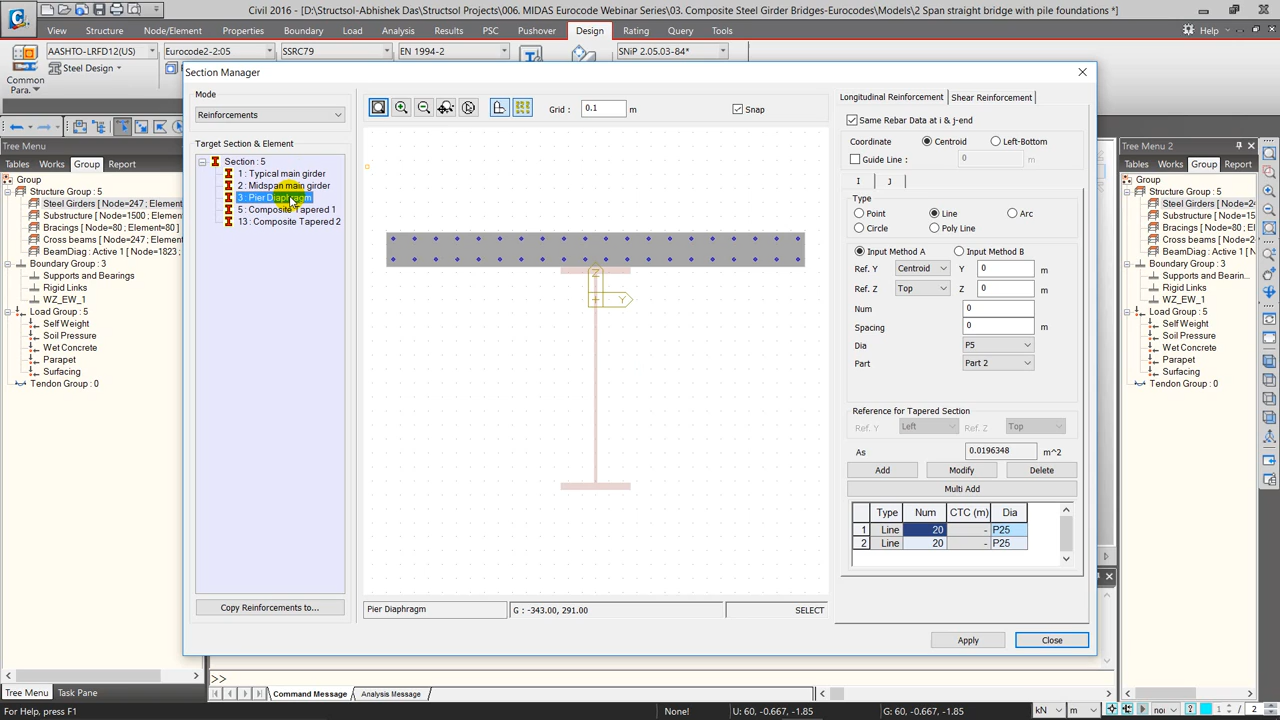 Civil 2016 - [D:\Structsol-Abhishek Das\Structsol Projects\006. MIDAS Eurocode Webinar Series\03. Composite Steel Girder Bridges-Eurocodes\Models\2 Span straight bridge with pile foundations *]
View Structure Node/Element Properties Boundary Load Analysis Results PSC Pushover Design Rating Query Tools Help
AASHTO-LRFD12(US) Eurocode2-2:05 SSRC79 EN 1994-2 SNiP 2.05.03-84*
Common Para.
Steel Design
Section Manager
Mode
Reinforcements
Target Section & Element
Section : 5
1 : Typical main girder
2 : Midspan main girder
3 : Pier Diaphragm
5 : Composite Tapered 1
13 : Composite Tapered 2
Copy Reinforcements to...
Grid : 0.1 m
Snap
Z
Y
Pier Diaphragm
G : -343.00, 291.00
SELECT
Longitudinal Reinforcement Shear Reinforcement
Same Rebar Data at i & j-end
Coordinate Centroid Left-Bottom
Guide Line : 0 m
I J
Type
Point Line Arc
Circle Poly Line
Input Method A Input Method B
Ref. Y Centroid Y 0 m
Ref. Z Top Z 0 m
Num 0
Spacing 0 m
Dia P5
Part Part 2
Reference for Tapered Section
Ref. Y Left Ref. Z Top
As 0.0196348 m^2
Add Modify Delete
Multi Add
Type Num CTC (m) Dia
1 Line 20 - P25
2 Line 20 - P25
Apply Close
Tree Menu
Tables Works Group Report
Group
Structure Group : 5
Steel Girders [ Node=247 ; Element
Substructure [ Node=1500 ; Element
Bracings [ Node=80 ; Element=40
Cross beams [ Node=247 ; Element
BeamDiag : Active 1 [ Node=1823 ;
Boundary Group : 3
Supports and Bearings
Rigid Links
WZ_EW_1
Load Group : 5
Self Weight
Soil Pressure
Wet Concrete
Parapet
Surfacing
Tendon Group : 0
Tree Menu 2
Tables Works Group Report
Group
Structure Group : 5
Steel Girders [ Node=247 ;
Substructure [ Node=15
Bracings [ Node=80 ; Elem
Cross beams [ Node=247
BeamDiag : Active 1 [ No
Boundary Group : 3
Supports and Bearin
Rigid Links
WZ_EW_1
Load Group : 5
Self Weight
Soil Pressure
Wet Concrete
Parapet
Surfacing
Tendon Group : 0
Tree Menu Task Pane
>>
Command Message Analysis Message
For Help, press F1
None! U: 60, -0.667, -1.85 G: 60, -0.667, -1.85 kN m no 1 / 2